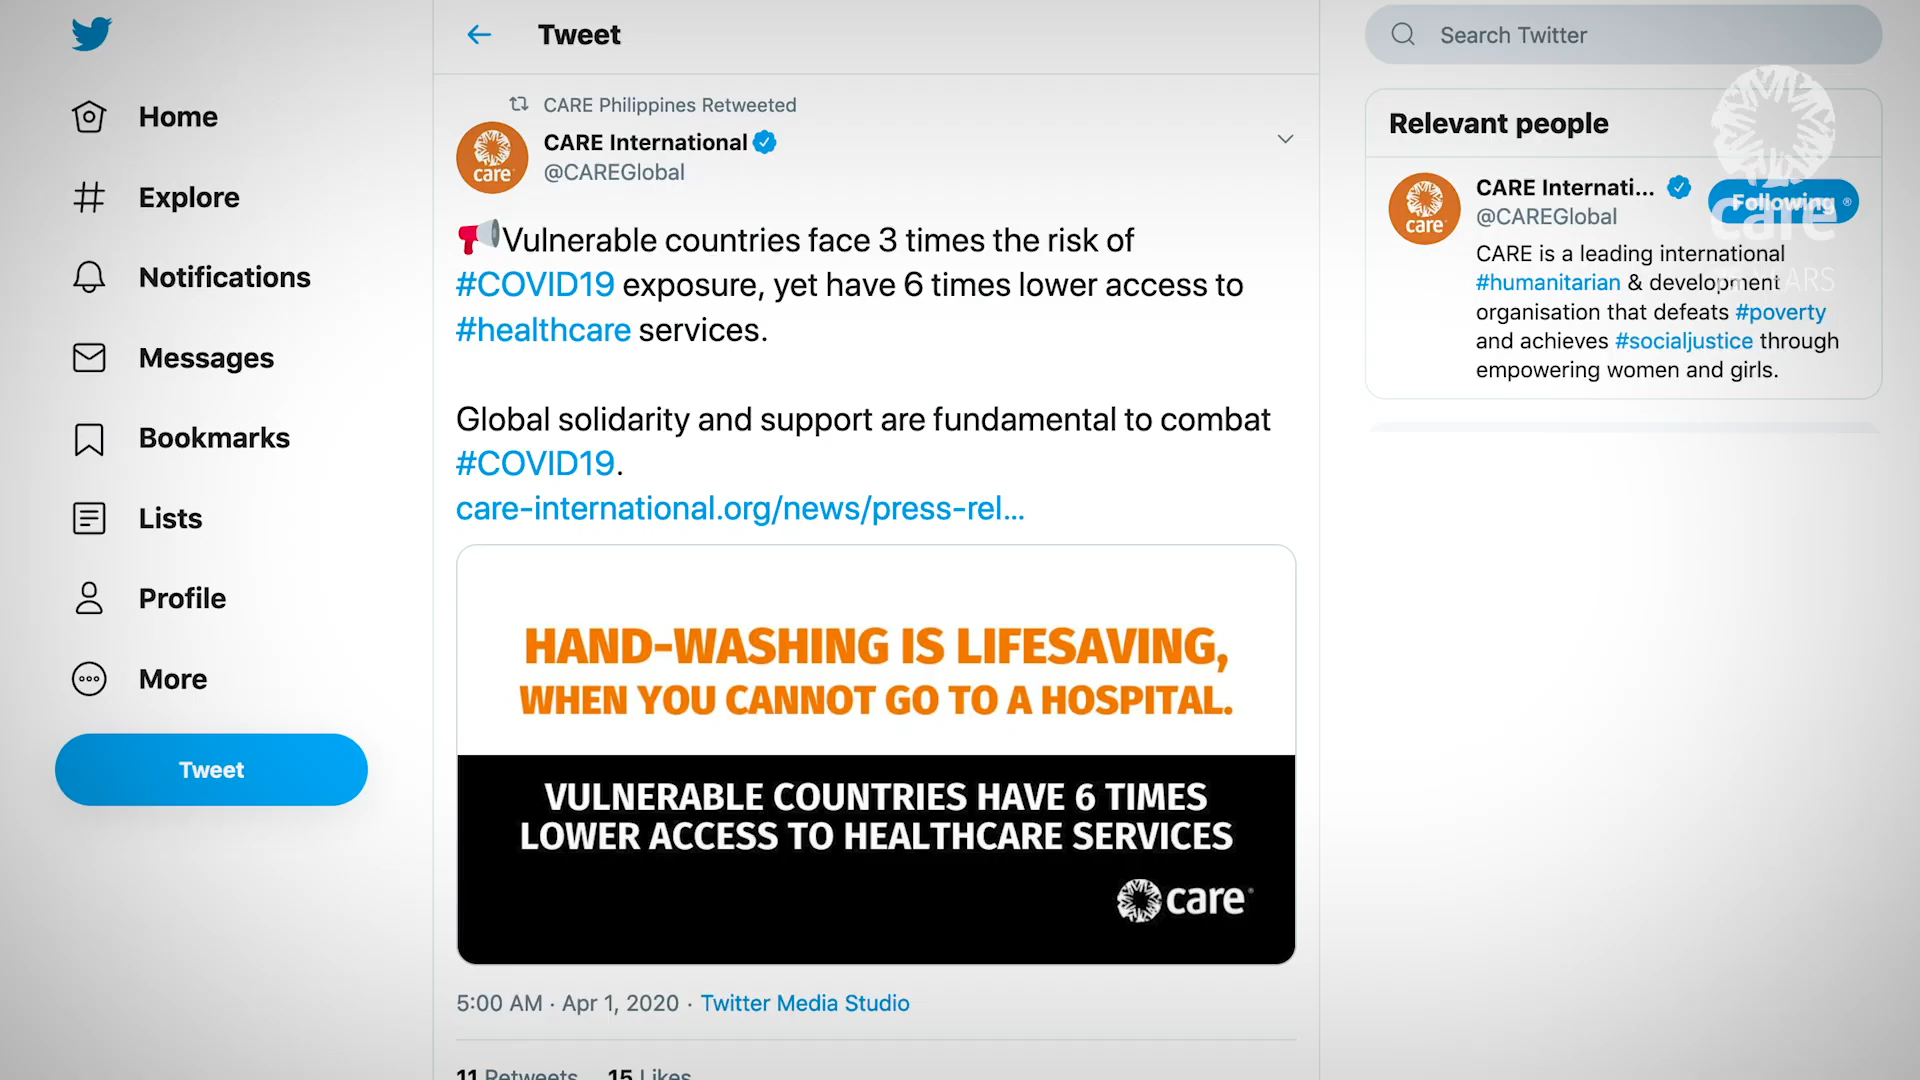 Home
Explore
Notifications
Messages
Bookmarks
Lists
Profile
More
Tweet
Tweet
CARE Philippines Retweeted
care
CARE International
@CAREGlobal
Vulnerable countries face 3 times the risk of
#COVID19 exposure, yet have 6 times lower access to
#healthcare services.
Global solidarity and support are fundamental to combat
#COVID19.
care-international.org/news/press-rel...
HAND-WASHING IS LIFESAVING,
WHEN YOU CANNOT GO TO A HOSPITAL.
VULNERABLE COUNTRIES HAVE 6 TIMES
LOWER ACCESS TO HEALTHCARE SERVICES
care®
5:00 AM · Apr 1, 2020 · Twitter Media Studio
11 Retweets 15 Likes
Search Twitter
Relevant people
care
CARE Internati...
Following
@CAREGlobal
CARE is a leading international
#humanitarian & development
organisation that defeats #poverty
and achieves #socialjustice through
empowering women and girls.
care®